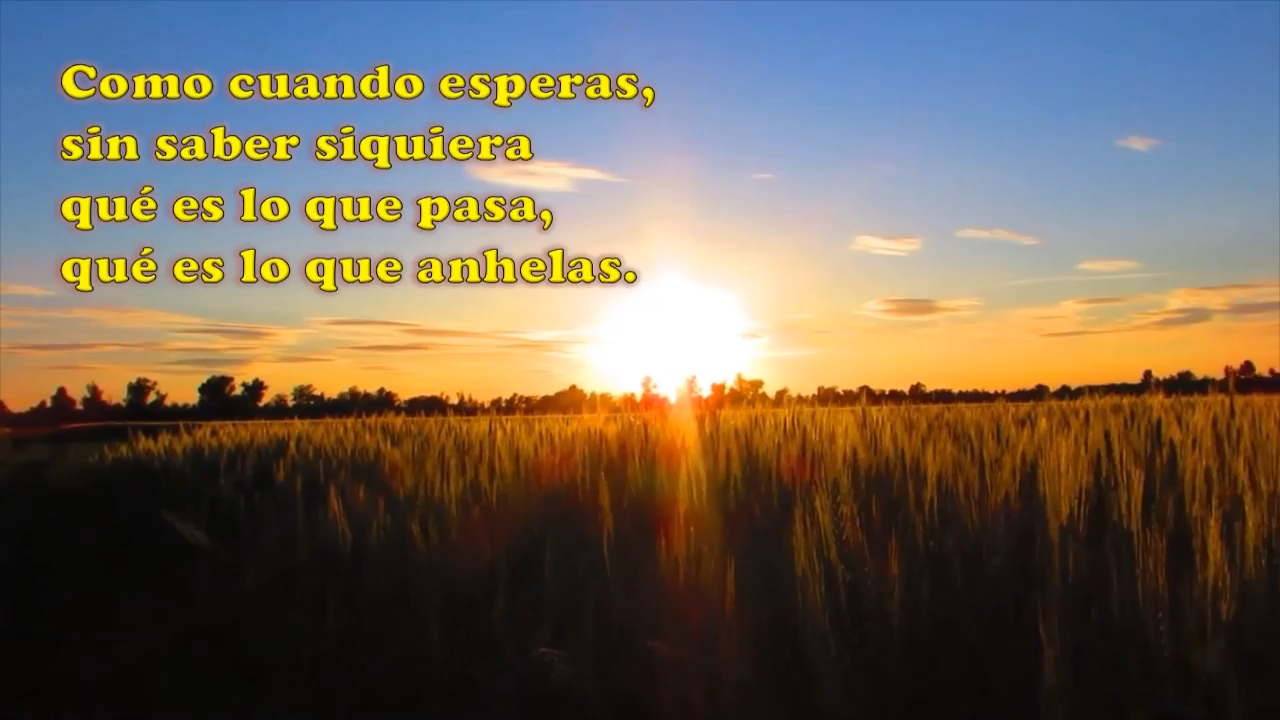 Como cuando esperas,
sin saber siquiera
qué es lo que pasa,
qué es lo que anhelas.